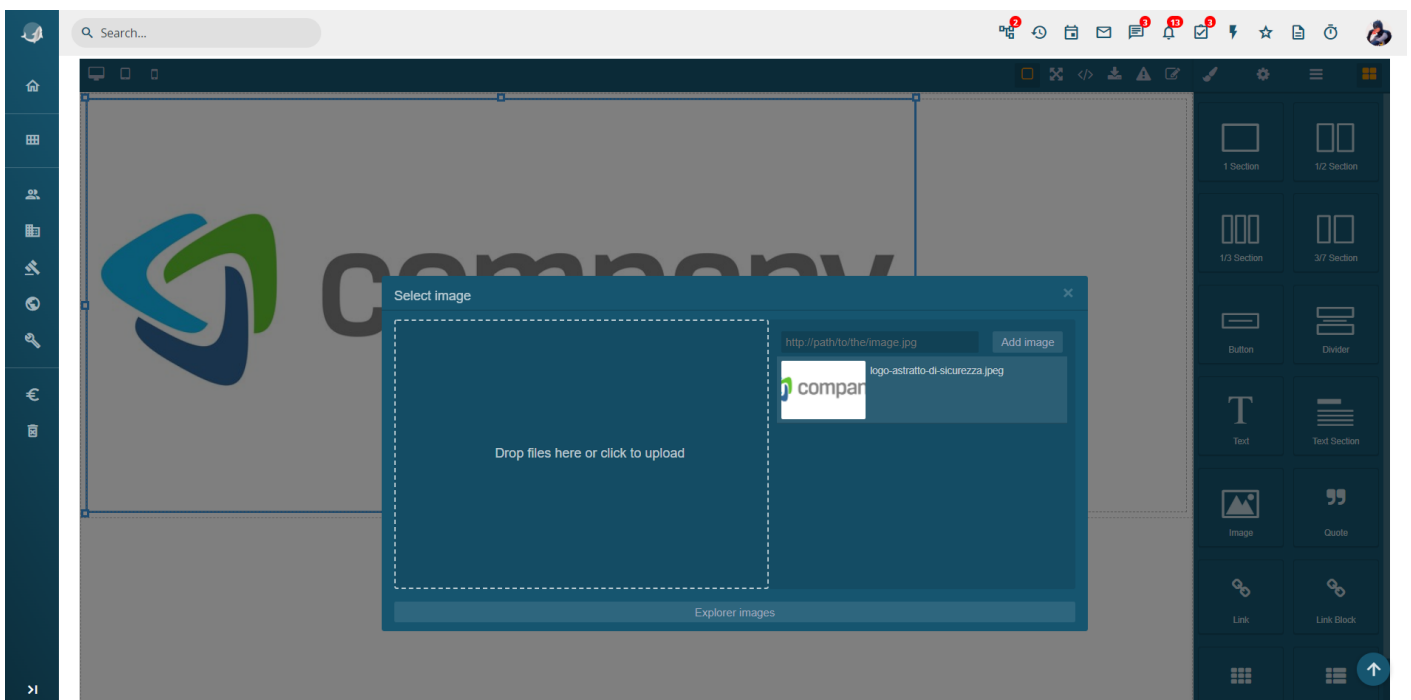 Search...
2
3
13
3
company
1 Section
1/2 Section
1/3 Section
3/7 Section
Select image
×
http://path/to/the/image.jpg
Add image
compan
logo-astratto-di-sicurezza.jpeg
Drop files here or click to upload
Explorer images
Button
Divider
Text
Text Section
Image
Quote
Link
Link Block